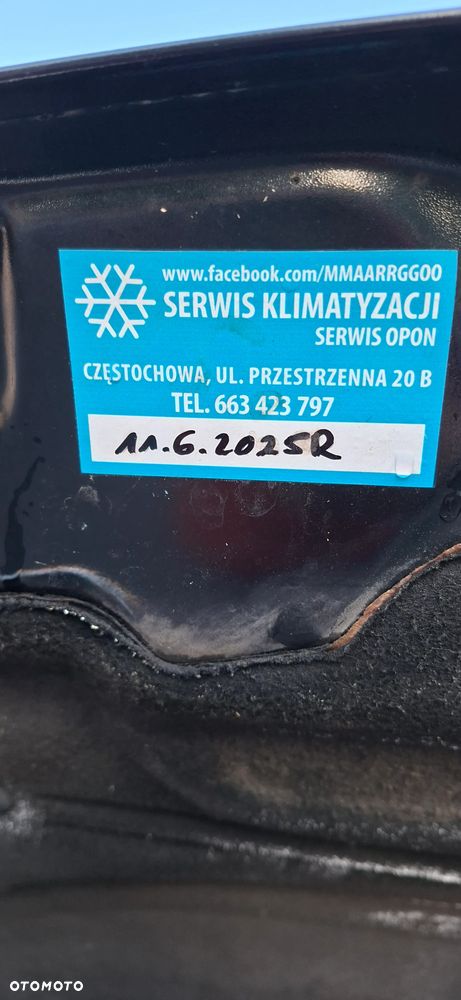 www.facebook.com/MMAARRGGOO
SERWIS KLIMATYZACJI
SERWIS OPON
CZĘSTOCHOWA, UL. PRZESTRZENNA 20 B
TEL. 663 423 797
11.6.2025R
OTOMOTO